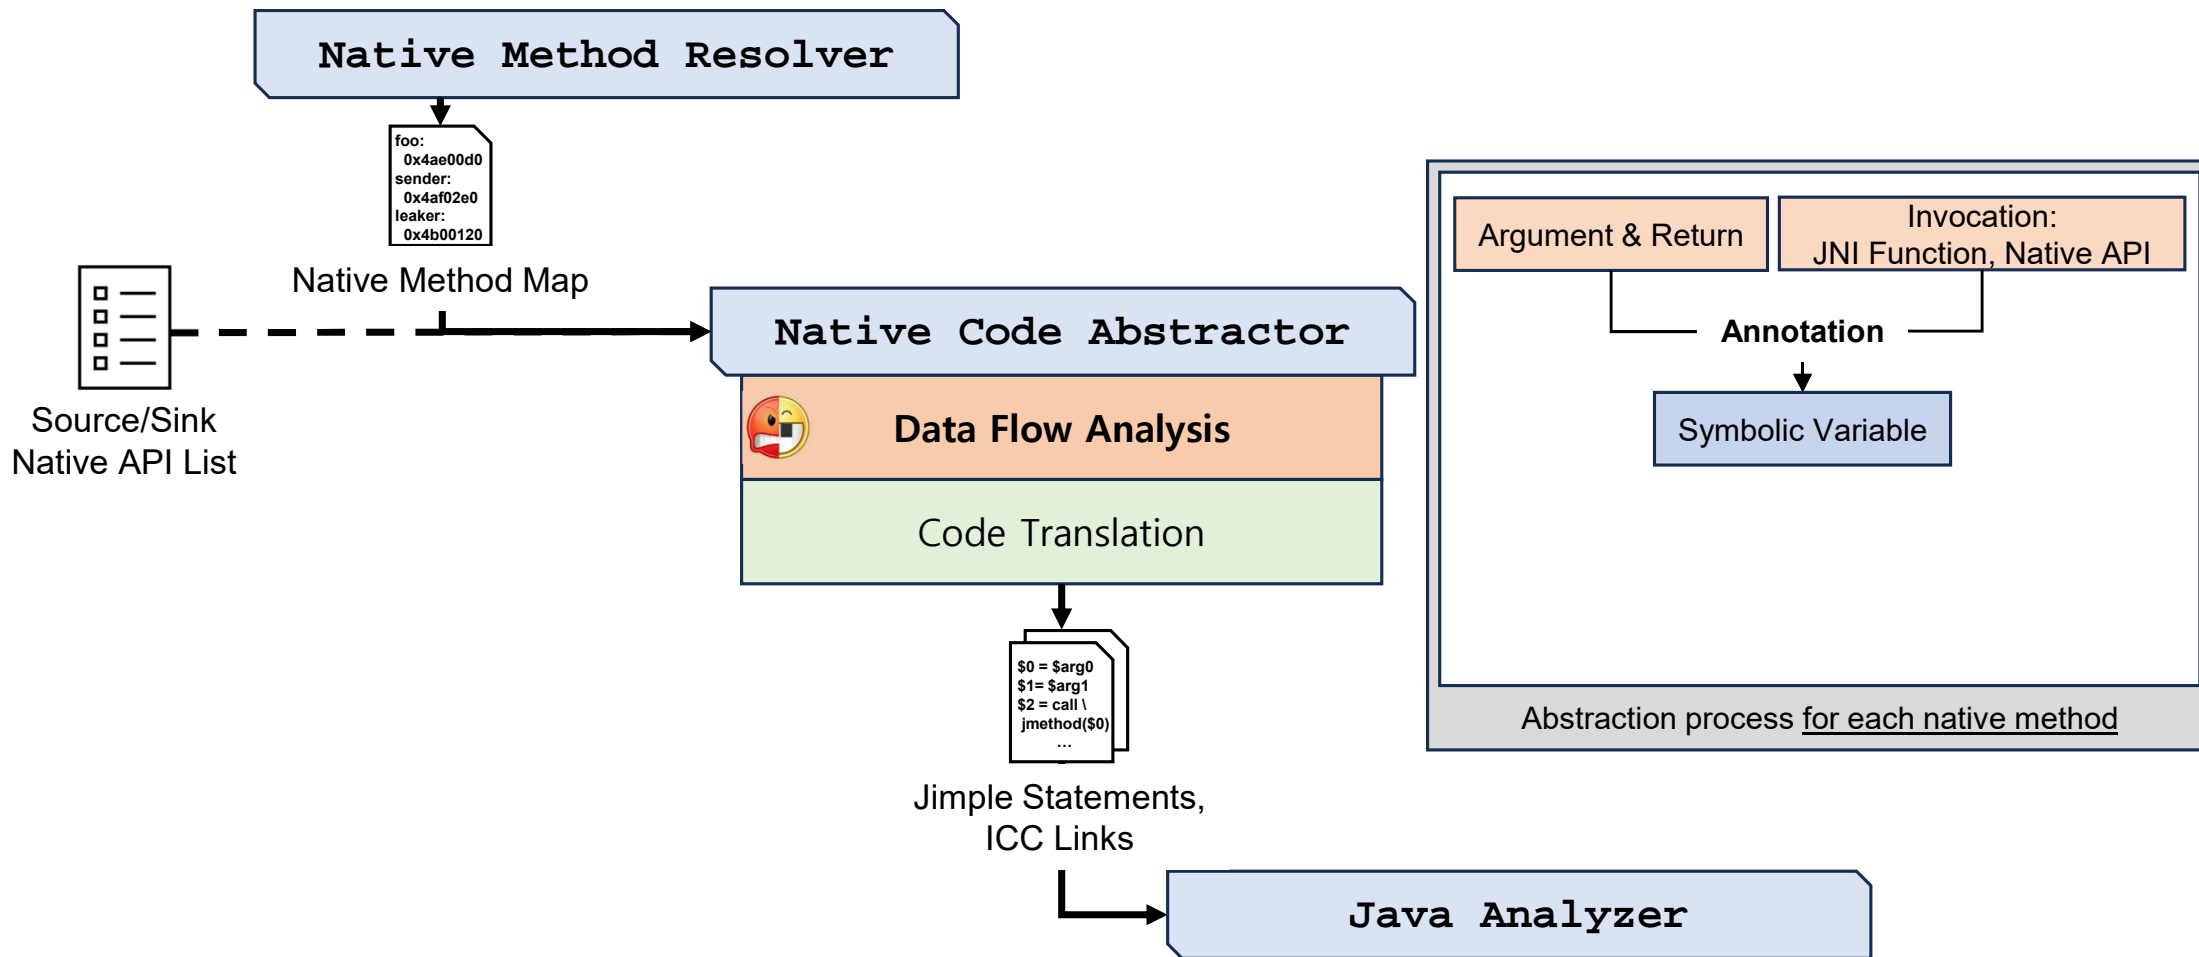 Native Method Resolver
foo:
0x4ae00d0
sender:
0x4af02e0
leaker:
0x4b00120
Native Method Map
Source/Sink
Native API List
Native Code Abstractor
Data Flow Analysis
Code Translation
$0 = $arg0
$1= $arg1
$2 = call \
jmethod($0)
...
Jimple Statements,
ICC Links
Java Analyzer
Argument & Return
Invocation:
JNI Function, Native API
Annotation
Symbolic Variable
Abstraction process for each native method